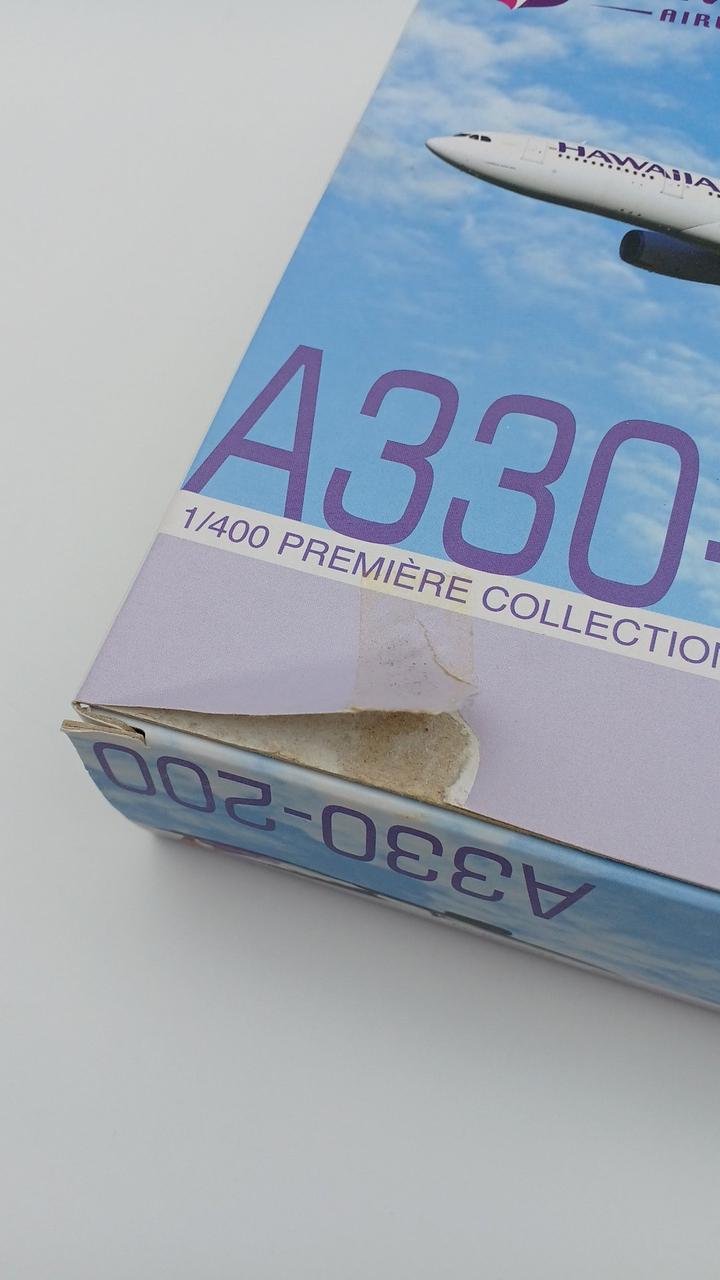 HAWAIIA
A330-
1/400 PREMIÈRE COLLECTION
A330-200